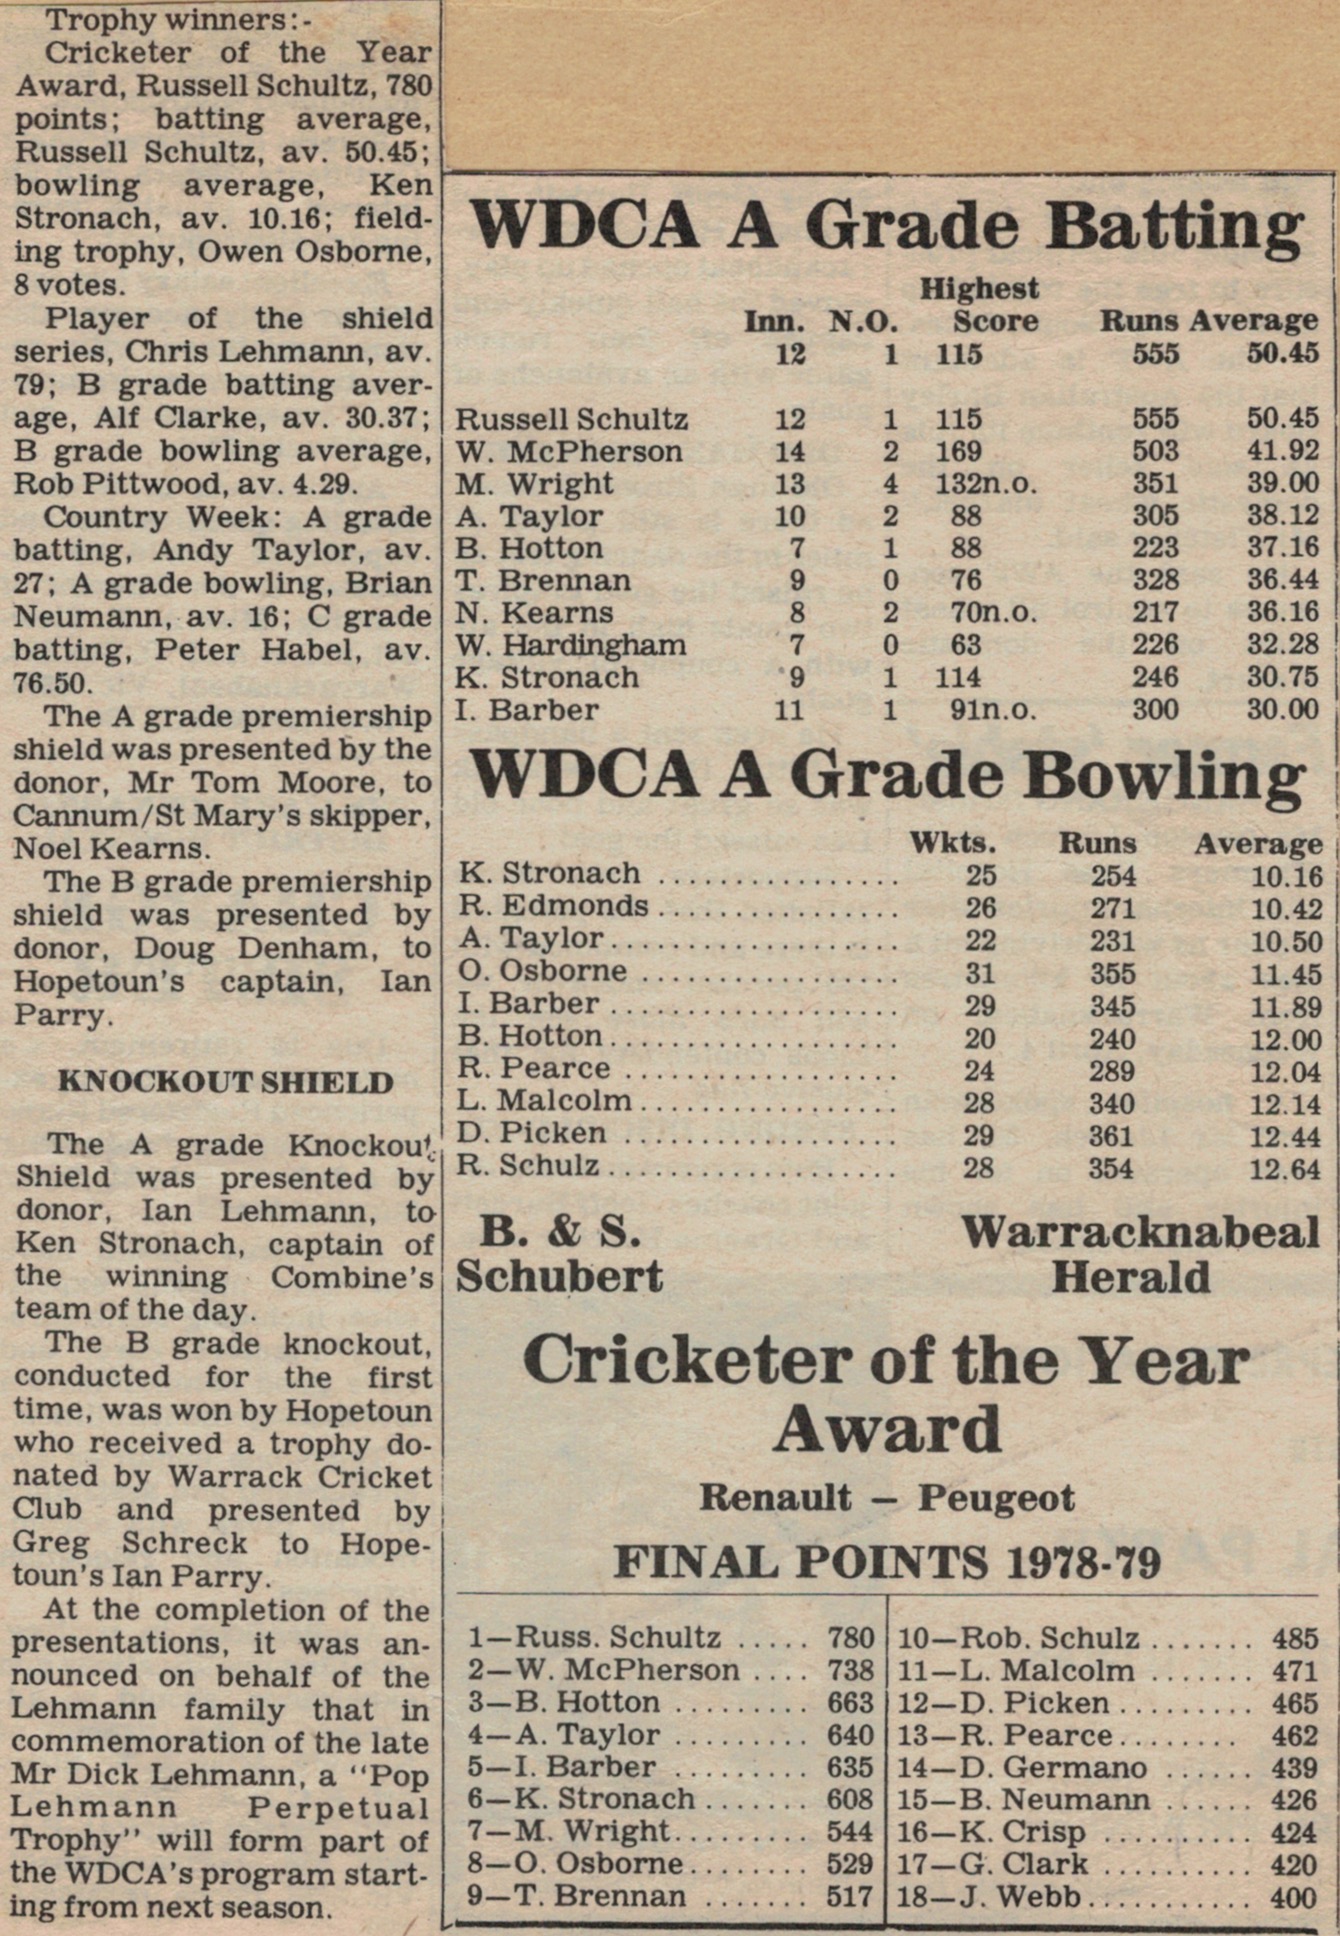 Trophy winners:-
Cricketer of the Year
Award, Russell Schultz, 780
points; batting average,
Russell Schultz, av. 50.45;
bowling average, Ken
Stronach, av. 10.16; field-
ing trophy, Owen Osborne,
8 votes.
Player of the shield
series, Chris Lehmann, av.
79; B grade batting aver-
age, Alf Clarke, av. 30.37;
B grade bowling average,
Rob Pittwood, av. 4.29.
Country Week: A grade
batting, Andy Taylor, av.
27; A grade bowling, Brian
Neumann, av. 16; C grade
batting, Peter Habel, av.
76.50.
The A grade premiership
shield was presented by the
donor, Mr Tom Moore, to
Cannum/St Mary's skipper,
Noel Kearns.
The B grade premiership
shield was presented by
donor, Doug Denham, to
Hopetoun's captain, Ian
Parry.
KNOCKOUT SHIELD
The A grade Knockout
Shield was presented by
donor, Ian Lehmann, to
Ken Stronach, captain of
the winning Combine's
team of the day.
The B grade knockout,
conducted for the first
time, was won by Hopetoun
who received a trophy do-
nated by Warrack Cricket
Club and presented by
Greg Schreck to Hope-
toun's Ian Parry.
At the completion of the
presentations, it was an-
nounced on behalf of the
Lehmann family that in
commemoration of the late
Mr Dick Lehmann, a "Pop
Lehmann Perpetual
Trophy" will form part of
the WDCA's program start-
ing from next season.
WDCA A Grade Batting
Highest
Inn. N.O. Score Runs Average
12 1 115 555 50.45
Russell Schultz 12 1 115 555 50.45
W. McPherson 14 2 169 503 41.92
M. Wright 13 4 132n.o. 351 39.00
A. Taylor 10 2 88 305 38.12
B. Hotton 7 1 88 223 37.16
T. Brennan 9 0 76 328 36.44
N. Kearns 8 2 70n.o. 217 36.16
W. Hardingham 7 0 63 226 32.28
K. Stronach 9 1 114 246 30.75
I. Barber 11 1 91n.o. 300 30.00
WDCA A Grade Bowling
Wkts. Runs Average
K. Stronach ................ 25 254 10.16
R. Edmonds ................ 26 271 10.42
A. Taylor ................... 22 231 10.50
O. Osborne ................. 31 355 11.45
I. Barber ................... 29 345 11.89
B. Hotton ................... 20 240 12.00
R. Pearce .................. 24 289 12.04
L. Malcolm ................. 28 340 12.14
D. Picken .................. 29 361 12.44
R. Schulz ................... 28 354 12.64
B. & S. Warracknabeal
Schubert Herald
Cricketer of the Year
Award
Renault – Peugeot
FINAL POINTS 1978-79
1—Russ. Schultz ..... 780
2—W. McPherson .... 738
3—B. Hotton ......... 663
4—A. Taylor ......... 640
5—I. Barber ......... 635
6—K. Stronach ....... 608
7—M. Wright ......... 544
8—O. Osborne ........ 529
9—T. Brennan ....... 517
10—Rob. Schulz ....... 485
11—L. Malcolm ....... 471
12—D. Picken ......... 465
13—R. Pearce ........ 462
14—D. Germano ...... 439
15—B. Neumann ...... 426
16—K. Crisp .......... 424
17—G. Clark .......... 420
18—J. Webb ........... 400